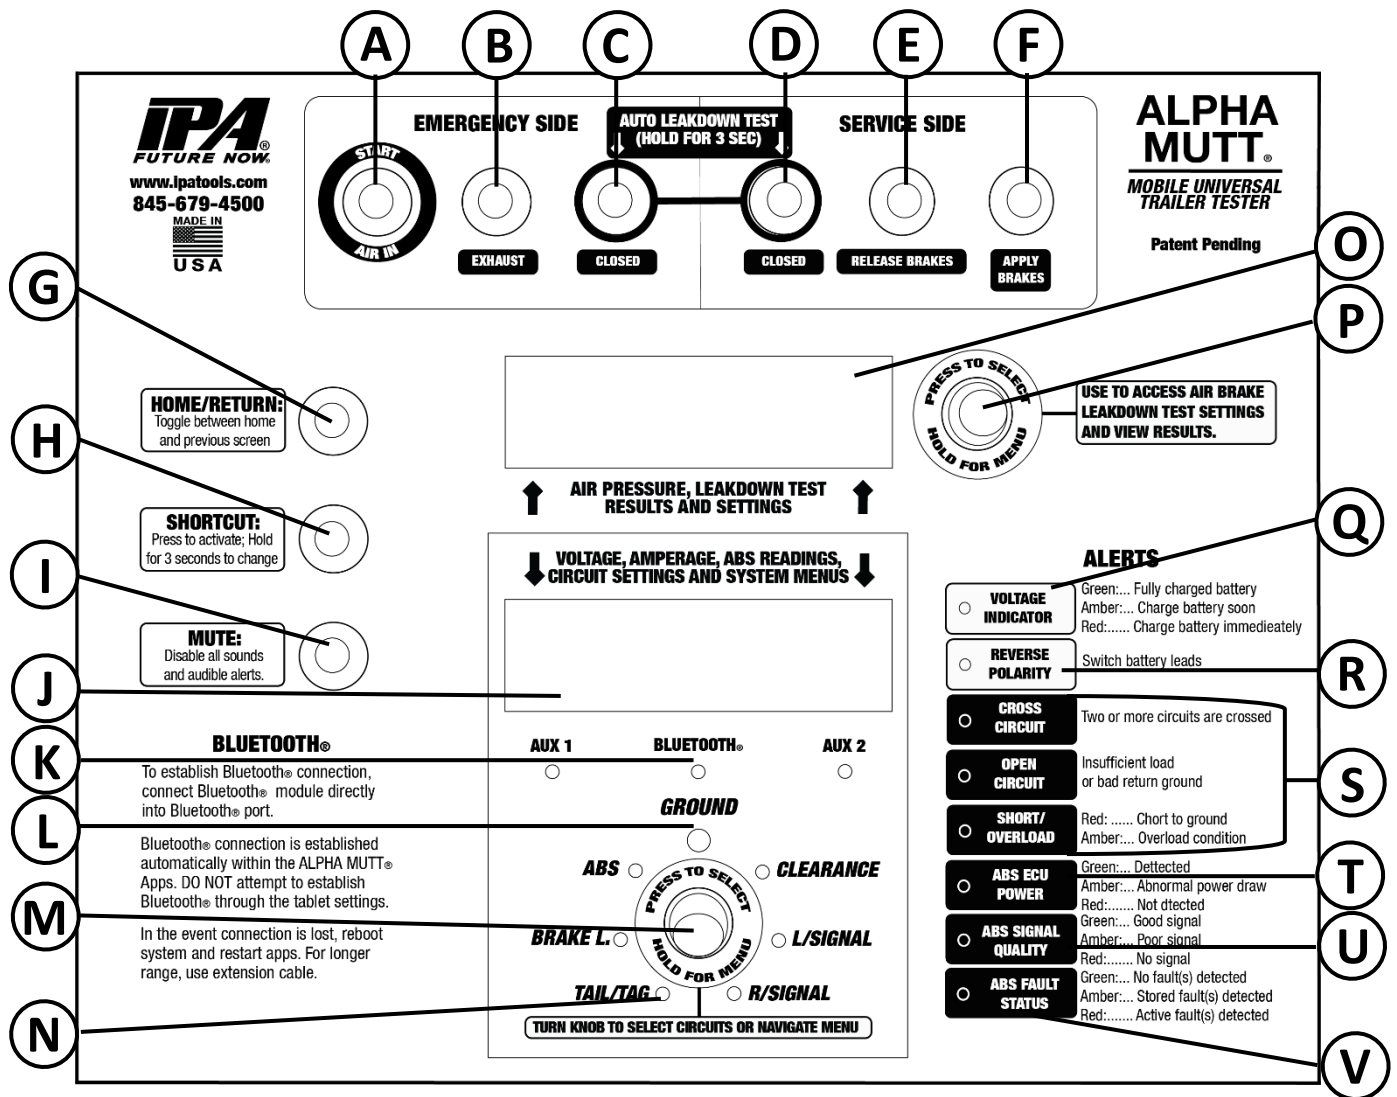 A B C D E F
IPA®
FUTURE NOW®
www.ipatools.com
845-679-4500
MADE IN
USA
EMERGENCY SIDE
AUTO LEAKDOWN TEST
(HOLD FOR 3 SEC)
SERVICE SIDE
START
AIR IN
EXHAUST
CLOSED
CLOSED
RELEASE BRAKES
APPLY
BRAKES
ALPHA
MUTT®
MOBILE UNIVERSAL
TRAILER TESTER
Patent Pending
G
H
I
J
K
L
M
N
O
P
Q
R
S
T
U
V
HOME/RETURN:
Toggle between home
and previous screen
SHORTCUT:
Press to activate; Hold
for 3 seconds to change
MUTE:
Disable all sounds
and audible alerts.
PRESS TO SELECT
HOLD FOR MENU
USE TO ACCESS AIR BRAKE
LEAKDOWN TEST SETTINGS
AND VIEW RESULTS.
AIR PRESSURE, LEAKDOWN TEST
RESULTS AND SETTINGS
VOLTAGE, AMPERAGE, ABS READINGS,
CIRCUIT SETTINGS AND SYSTEM MENUS
BLUETOOTH®
To establish Bluetooth® connection,
connect Bluetooth® module directly
into Bluetooth® port.
Bluetooth® connection is established
automatically within the ALPHA MUTT®
Apps. DO NOT attempt to establish
Bluetooth® through the tablet settings.
In the event connection is lost, reboot
system and restart apps. For longer
range, use extension cable.
AUX 1
BLUETOOTH®
AUX 2
GROUND
ABS
CLEARANCE
BRAKE L.
L/SIGNAL
TAIL/TAG
R/SIGNAL
PRESS TO SELECT
HOLD FOR MENU
TURN KNOB TO SELECT CIRCUITS OR NAVIGATE MENU
ALERTS
VOLTAGE
INDICATOR
Green:... Fully charged battery
Amber:... Charge battery soon
Red:...... Charge battery immedieately
REVERSE
POLARITY
Switch battery leads
CROSS
CIRCUIT
Two or more circuits are crossed
OPEN
CIRCUIT
Insufficient load
or bad return ground
SHORT/
OVERLOAD
Red: ...... Chort to ground
Amber:... Overload condition
ABS ECU
POWER
Green:... Dettected
Amber:... Abnormal power draw
Red:....... Not dtected
ABS SIGNAL
QUALITY
Green:... Good signal
Amber:... Poor signal
Red:....... No signal
ABS FAULT
STATUS
Green:... No fault(s) detected
Amber:... Stored fault(s) detected
Red:....... Active fault(s) detected